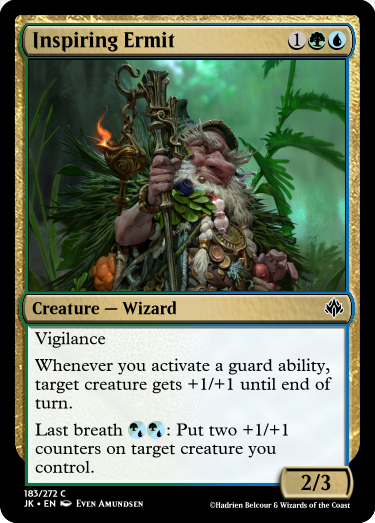 Inspiring Ermit 1
Creature — Wizard
Vigilance
Whenever you activate a guard ability,
target creature gets +1/+1 until end of
turn.
Last breath : Put two +1/+1
counters on target creature you
control.
2/3
183/272 C
JK • EN Even Amundsen
©Hadrien Belcour & Wizards of the Coast